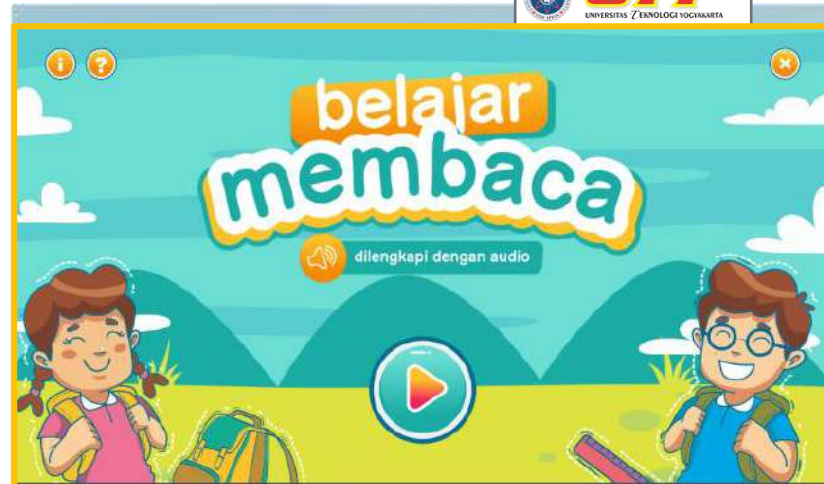 UNIVERSITAS TEKNOLOGI YOGYAKARTA
i ?
belajar
membaca
dilengkapi dengan audio